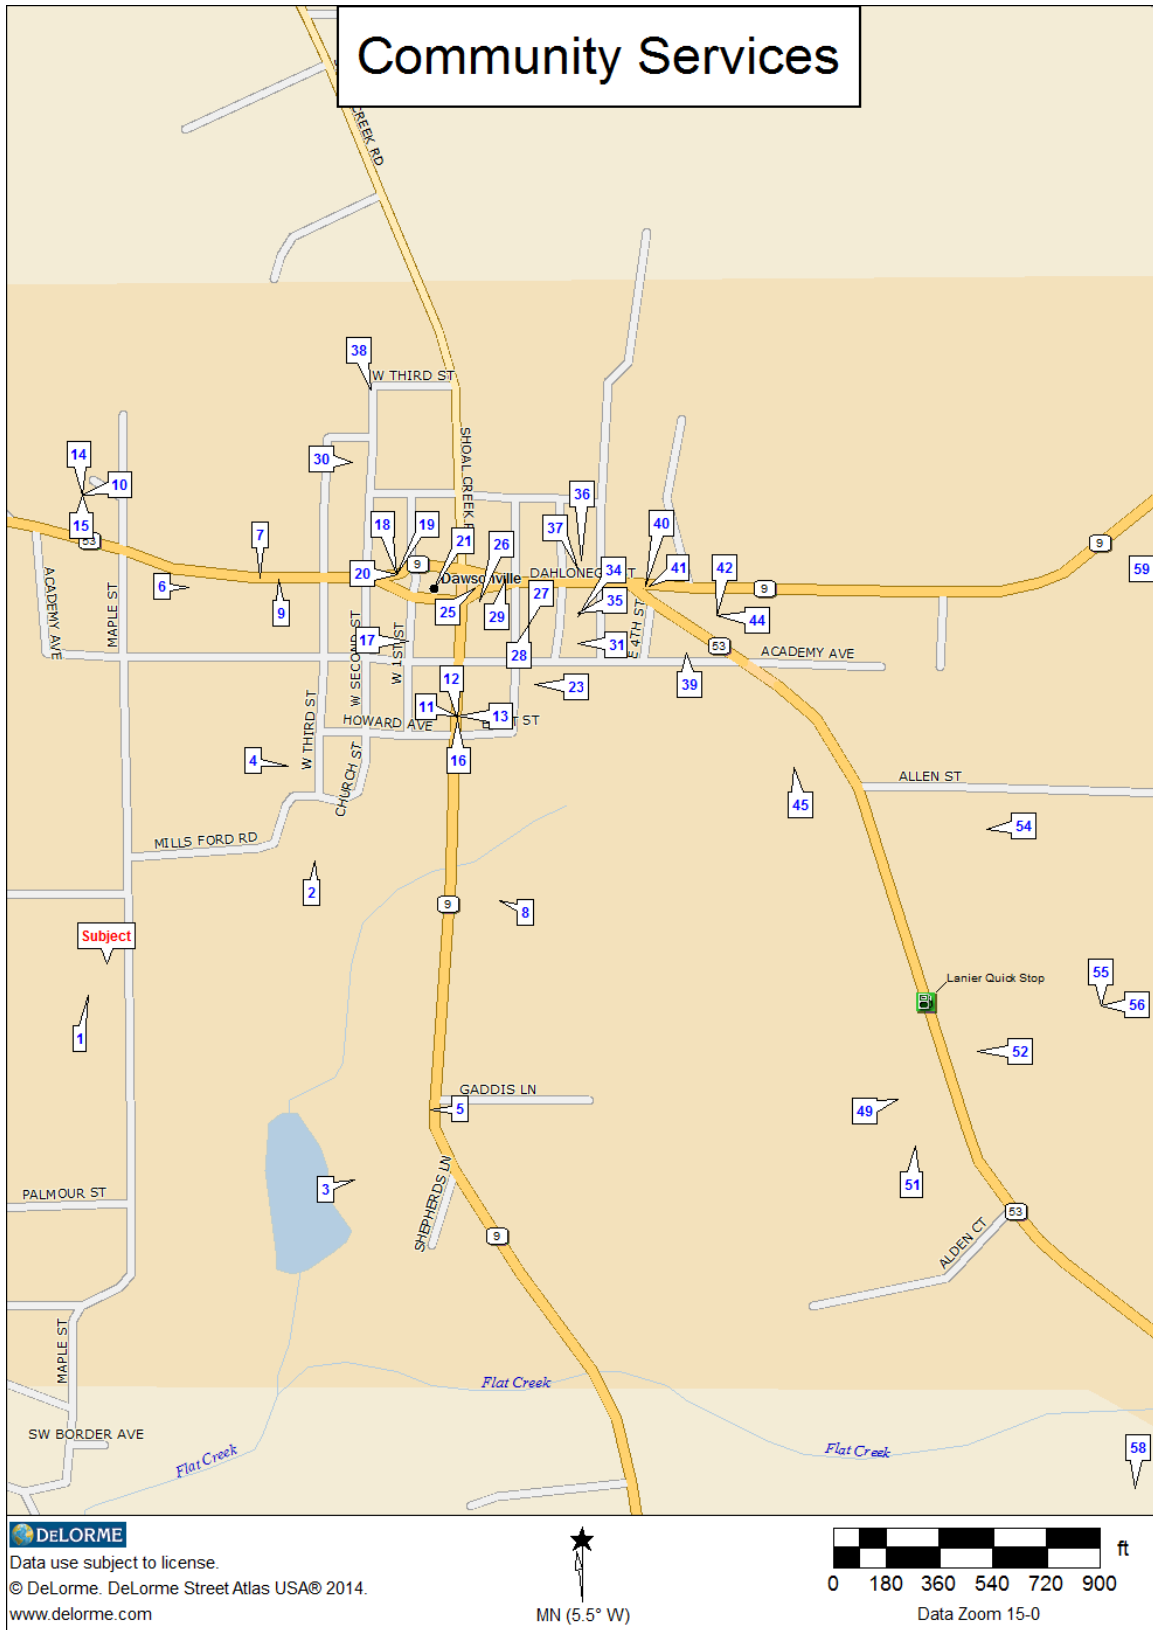 Community Services
CREEK RD
38
W THIRD ST
SHOAL CREEK R
14
10
15
53
30
36
18
19
7
9
21
26
37
40
9
20
Dawsonville
DAHLONEG
T
34
41
42
9
59
6
9
25
29
27
35
44
ACADEMY AVE
MAPLE ST
W SECOND ST
17
W 1ST ST
28
31
E 4TH ST
53
ACADEMY AVE
12
23
39
11
13
W THIRD ST
HOWARD AVE
ST
4
CHURCH ST
16
ALLEN ST
45
54
MILLS FORD RD
2
9
8
Subject
Lanier Quick Stop
55
56
1
52
GADDIS LN
5
49
SHEPHERDS LN
51
PALMOUR ST
3
53
9
ALDEN CT
MAPLE ST
Flat Creek
SW BORDER AVE
Flat Creek
Flat Creek
58
DELORME
Data use subject to license.
© DeLorme. DeLorme Street Atlas USA® 2014.
www.delorme.com
MN (5.5° W)
ft
0 180 360 540 720 900
Data Zoom 15-0